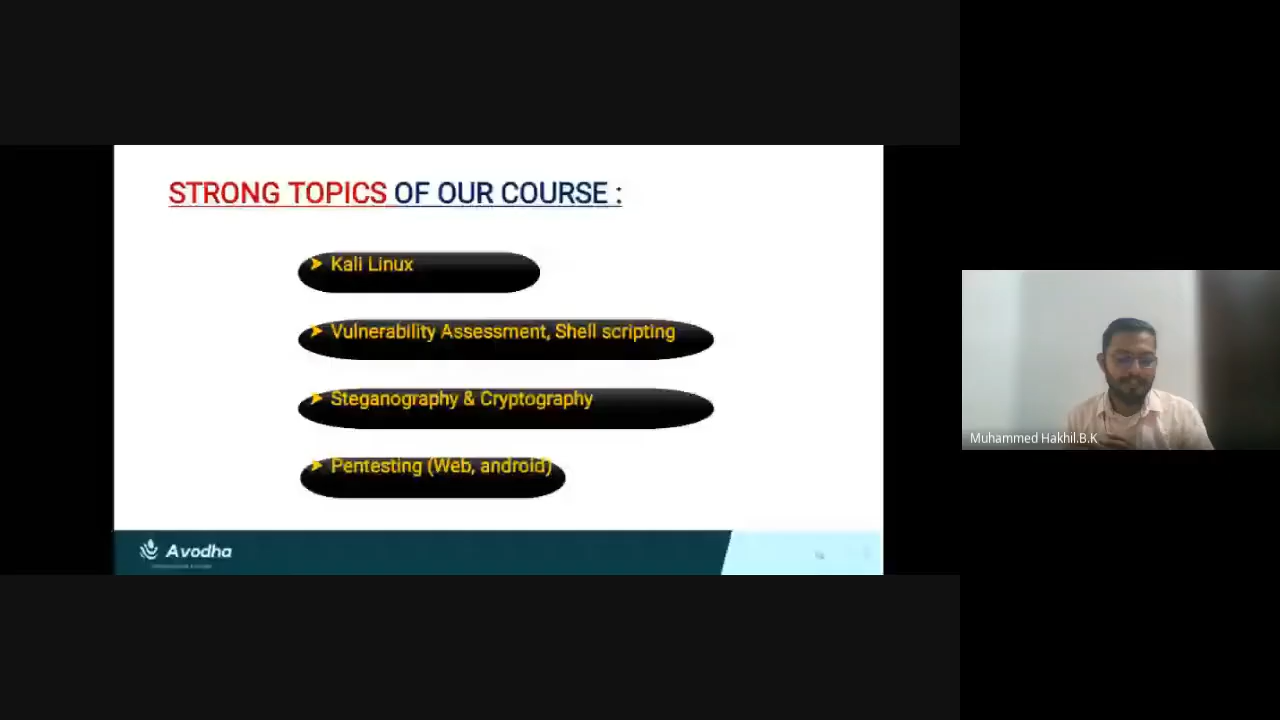 STRONG TOPICS OF OUR COURSE :
➤ Kali Linux
➤ Vulnerability Assessment, Shell scripting
➤ Steganography & Cryptography
➤ Pentesting (Web, android)
Avodha
Muhammed Hakhil.B.K